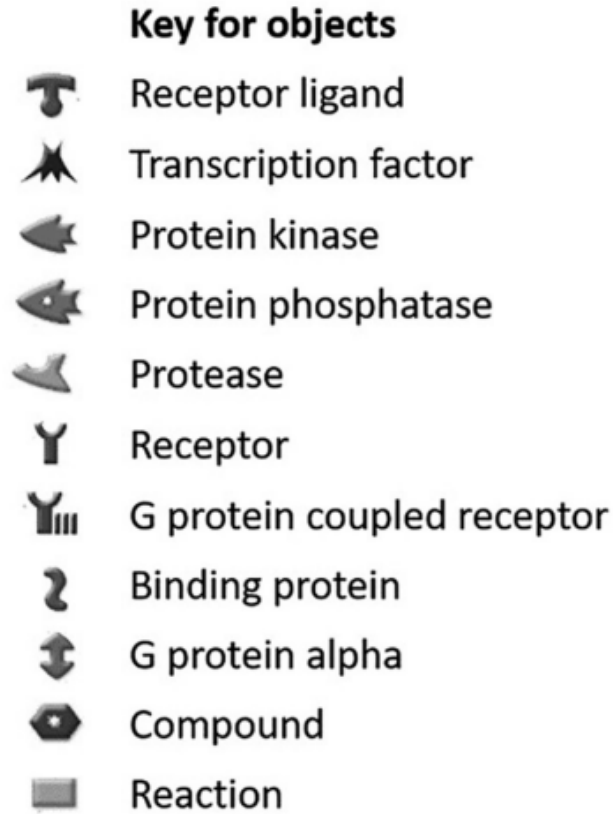 Key for objects
Receptor ligand
Transcription factor
Protein kinase
Protein phosphatase
Protease
Receptor
G protein coupled receptor
Binding protein
G protein alpha
Compound
Reaction